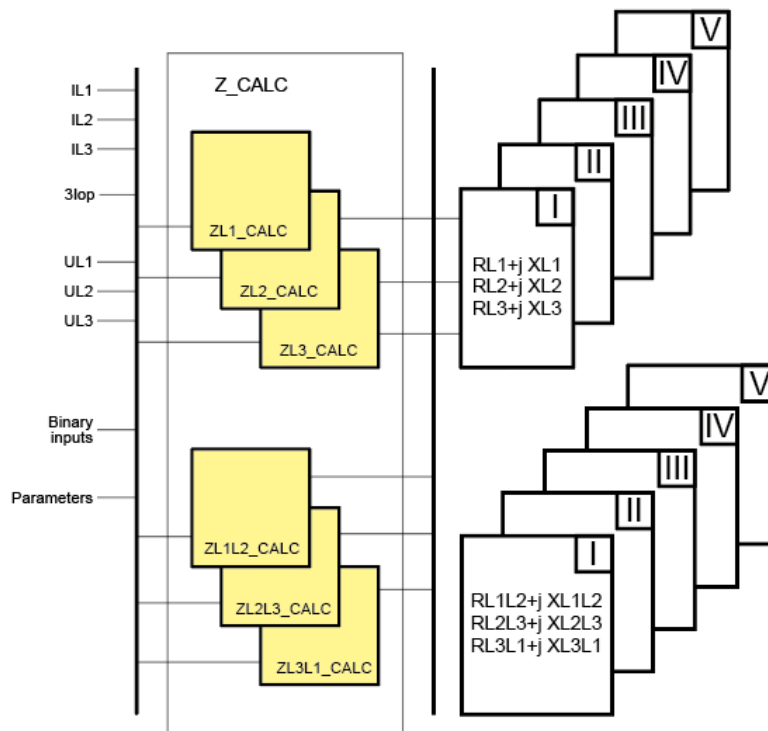 IL1
IL2
IL3
3Iop
UL1
UL2
UL3
Binary
inputs
Parameters
Z_CALC
ZL1_CALC
ZL2_CALC
ZL3_CALC
ZL1L2_CALC
ZL2L3_CALC
ZL3L1_CALC
V
IV
III
II
I
RL1+j XL1
RL2+j XL2
RL3+j XL3
V
IV
III
II
I
RL1L2+j XL1L2
RL2L3+j XL2L3
RL3L1+j XL3L1